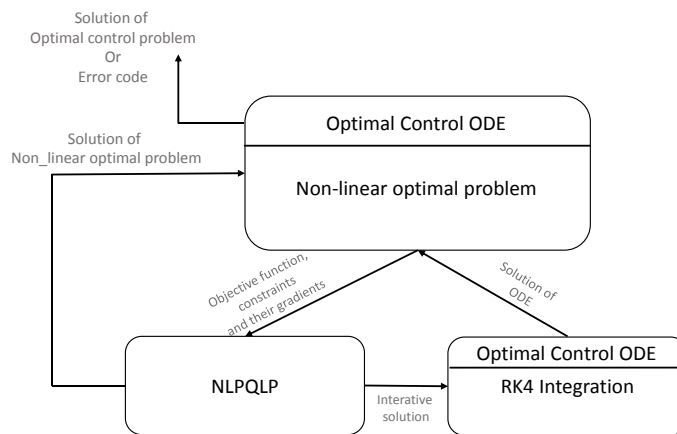 Solution of
Optimal control problem
Or
Error code
Optimal Control ODE
Solution of
Non_linear optimal problem
Non-linear optimal problem
Objective function,
constraints
and their gradients
Solution of
ODE
Optimal Control ODE
NLPQLP
RK4 Integration
Interative
solution